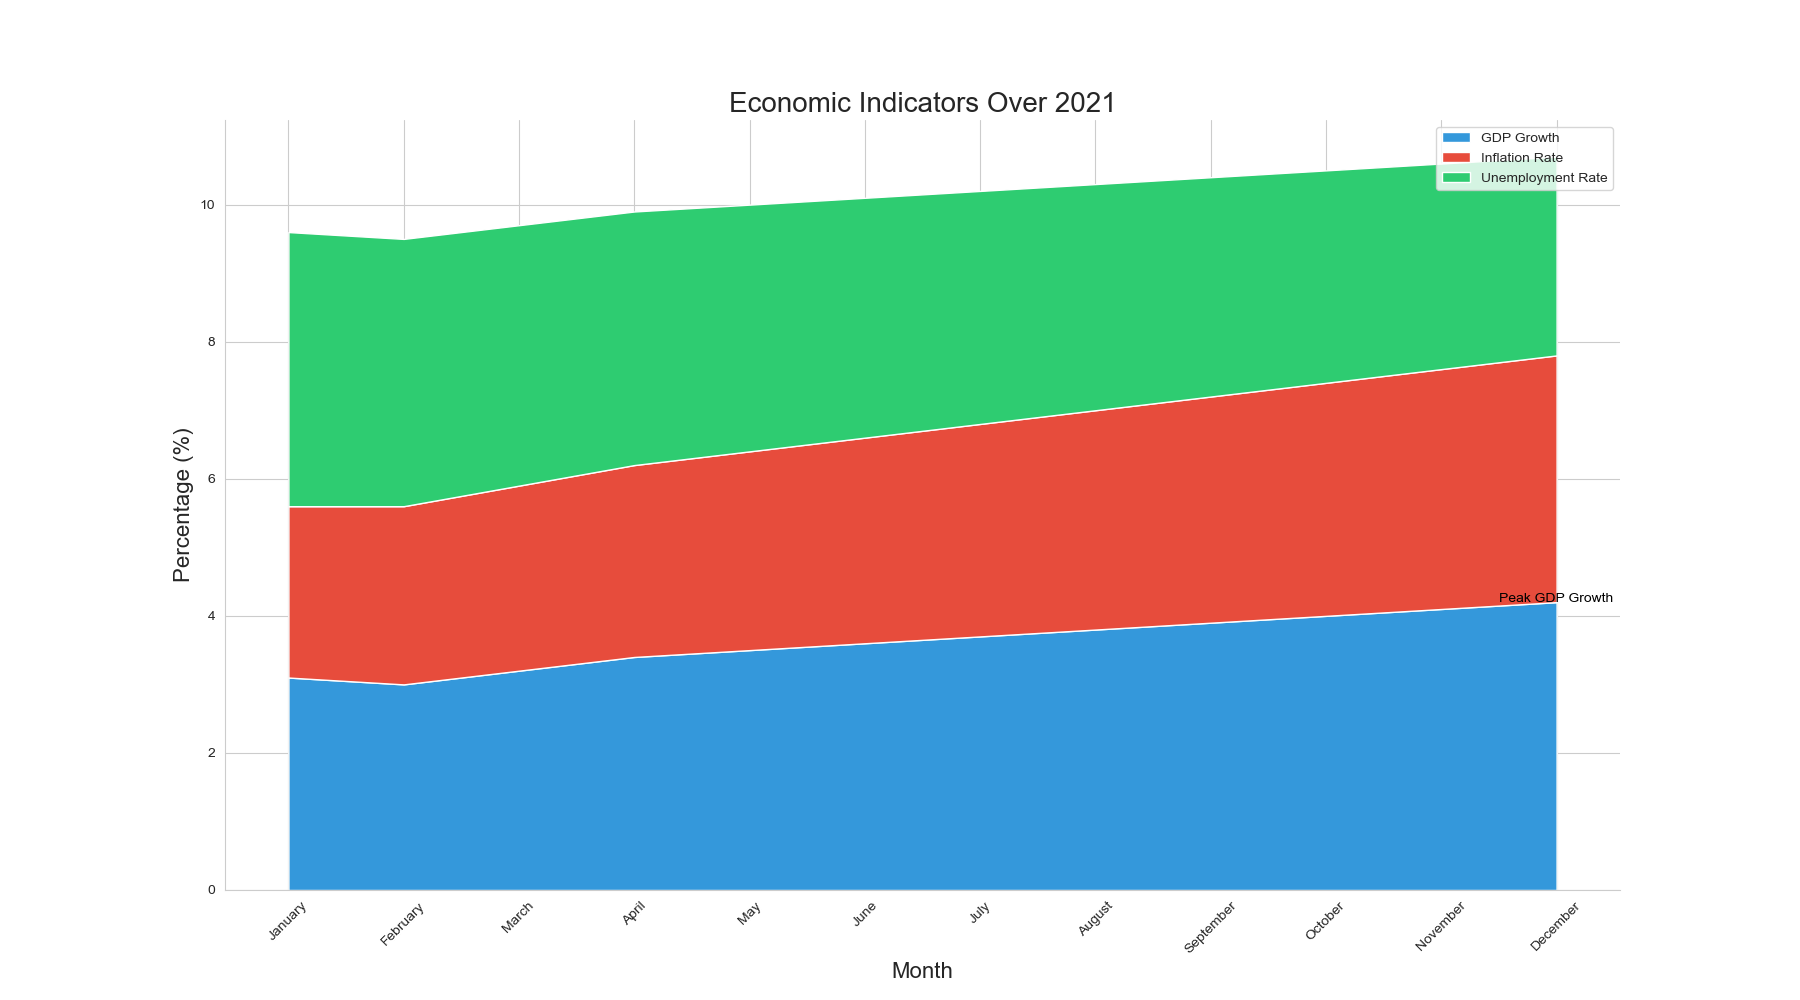 Economic Indicators Over 2021
GDP Growth
Inflation Rate
Unemployment Rate
10
8
6
4
2
0
Percentage (%)
Peak GDP Growth
January
February
March
April
May
June
July
August
September
October
November
December
Month